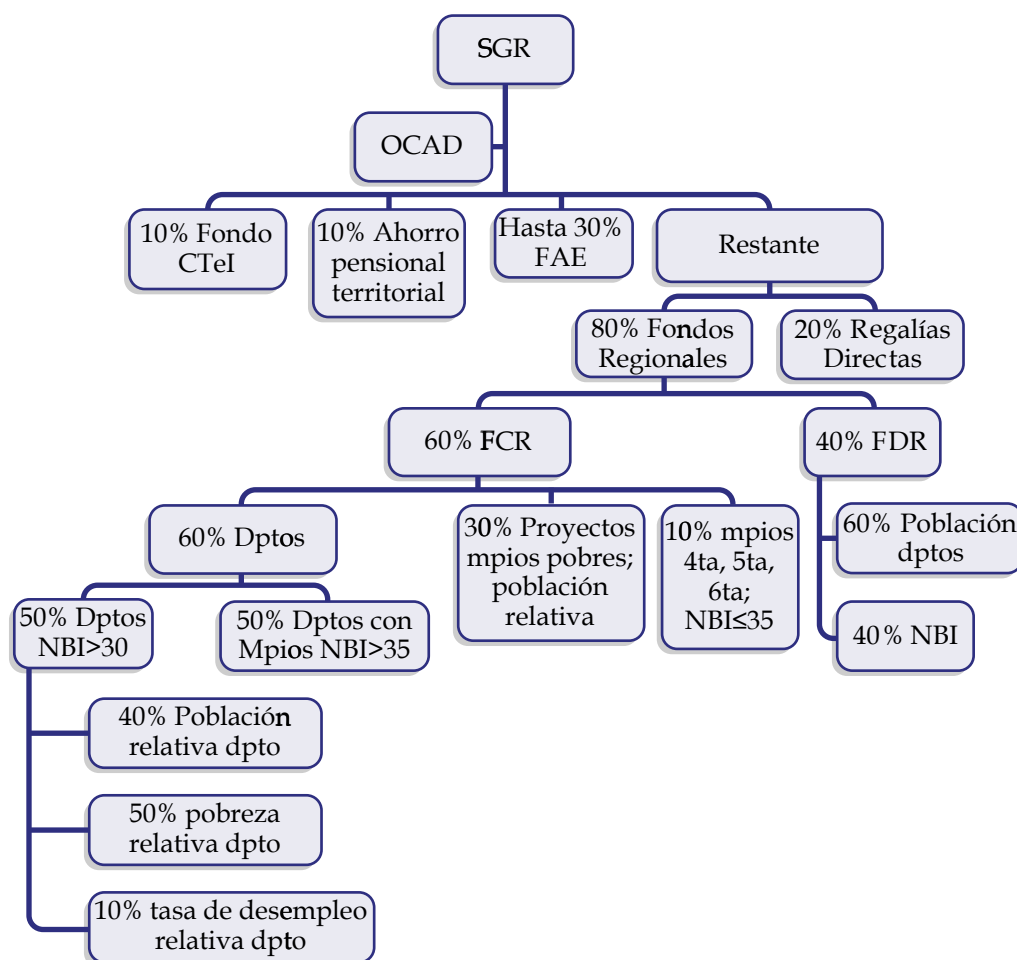 SGR
OCAD
10% Fondo
CTeI
10% Ahorro
pensional
territorial
Hasta 30%
FAE
Restante
80% Fondos
Regionales
20% Regalías
Directas
60% FCR
40% FDR
60% Dptos
30% Proyectos
mpios pobres;
población
relativa
10% mpios
4ta, 5ta,
6ta;
NBI≤35
60% Población
dptos
40% NBI
50% Dptos
NBI>30
50% Dptos con
Mpios NBI>35
40% Población
relativa dpto
50% pobreza
relativa dpto
10% tasa de desempleo
relativa dpto